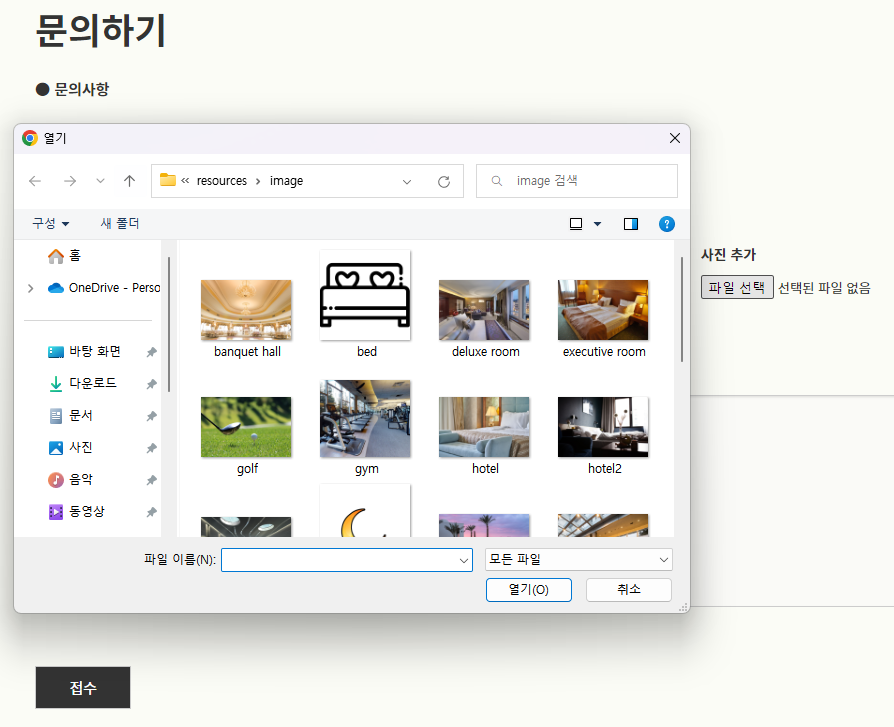 문의하기
● 문의사항
열기
« resources › image
image 검색
구성
새 폴더
홈
OneDrive - Perso
바탕 화면
다운로드
문서
사진
음악
동영상
banquet hall
bed
deluxe room
executive room
golf
gym
hotel
hotel2
사진 추가
파일 선택 선택된 파일 없음
파일 이름(N):
모든 파일
열기(O)
취소
접수